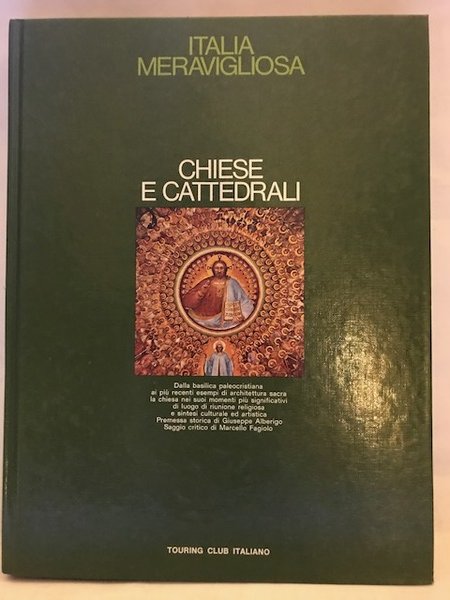 ITALIA
MERAVIGLIOSA
CHIESE
E CATTEDRALI
Dalla basilica paleocristiana
ai più recenti esempi di architettura sacra
la chiesa nei suoi momenti più significativi
di luogo di riunione religiosa
e sintesi culturale ed artistica
Premessa storica di Giuseppe Alberigo
Saggio critico di Marcello Fagiolo
TOURING CLUB ITALIANO